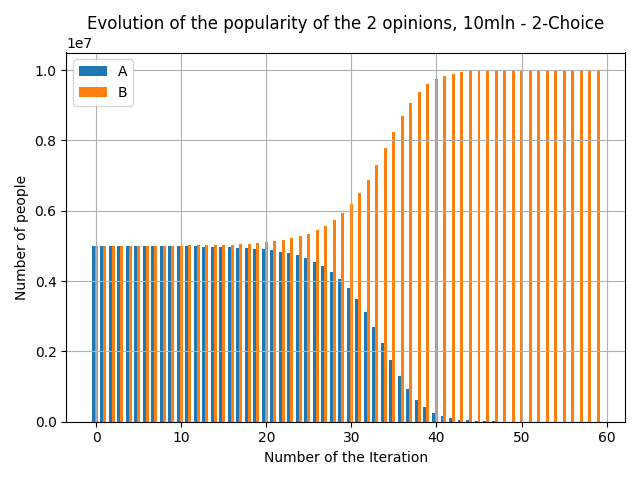 Evolution of the popularity of the 2 opinions, 10mln - 2-Choice
1e7
A
B
1.0
0.8
0.6
0.4
0.2
0.0
Number of people
0 10 20 30 40 50 60
Number of the Iteration